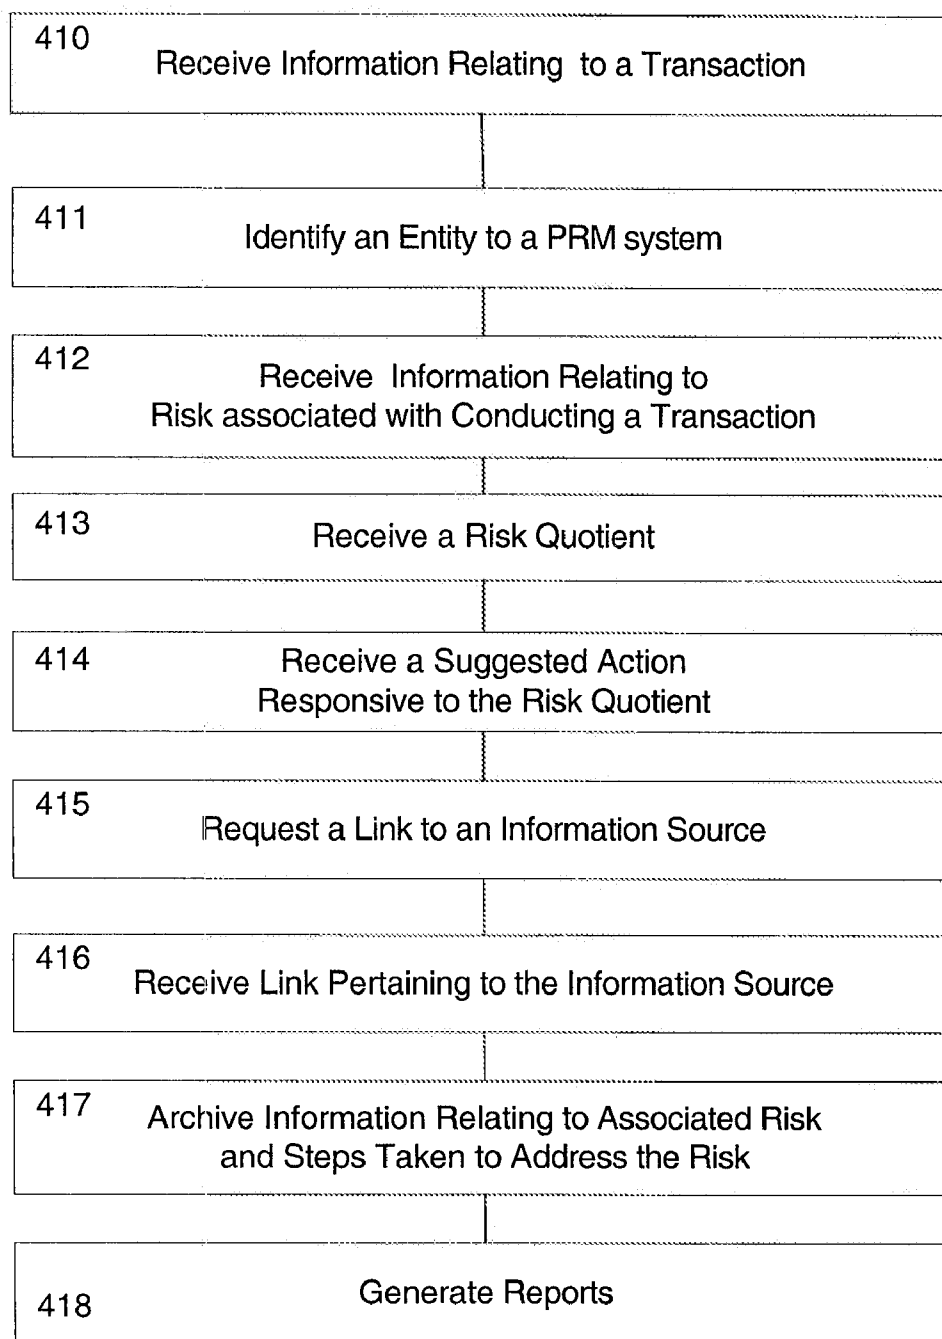 410
Receive Information Relating to a Transaction
411
Identify an Entity to a PRM system
412
Receive Information Relating to
Risk associated with Conducting a Transaction
413
Receive a Risk Quotient
414
Receive a Suggested Action
Responsive to the Risk Quotient
415
Request a Link to an Information Source
416
Receive Link Pertaining to the Information Source
417
Archive Information Relating to Associated Risk
and Steps Taken to Address the Risk
Generate Reports
418